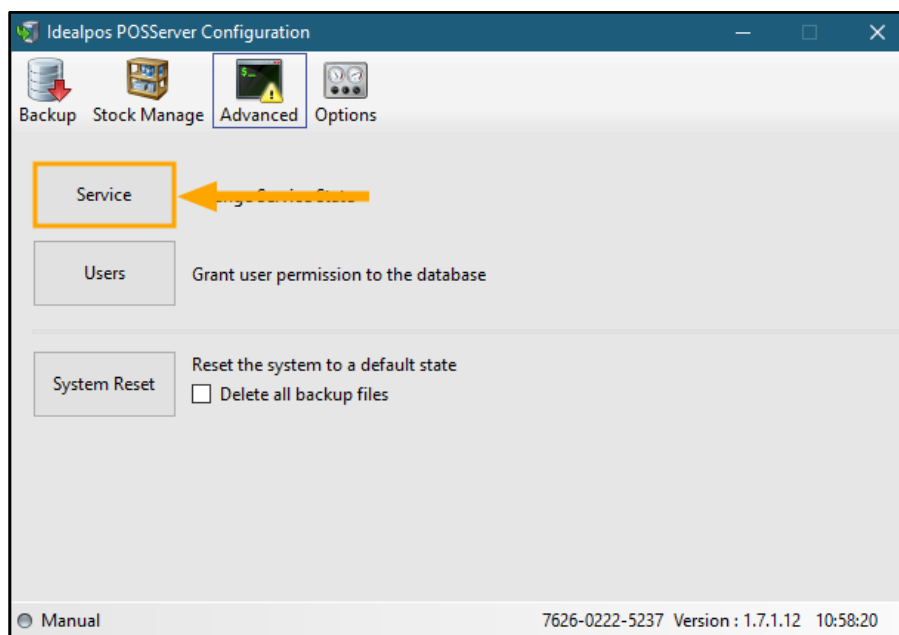 Idealpos POSServer Configuration
Backup Stock Manage Advanced Options
Service
Users Grant user permission to the database
Reset the system to a default state
System Reset
Delete all backup files
Manual 7626-0222-5237 Version : 1.7.1.12 10:58:20